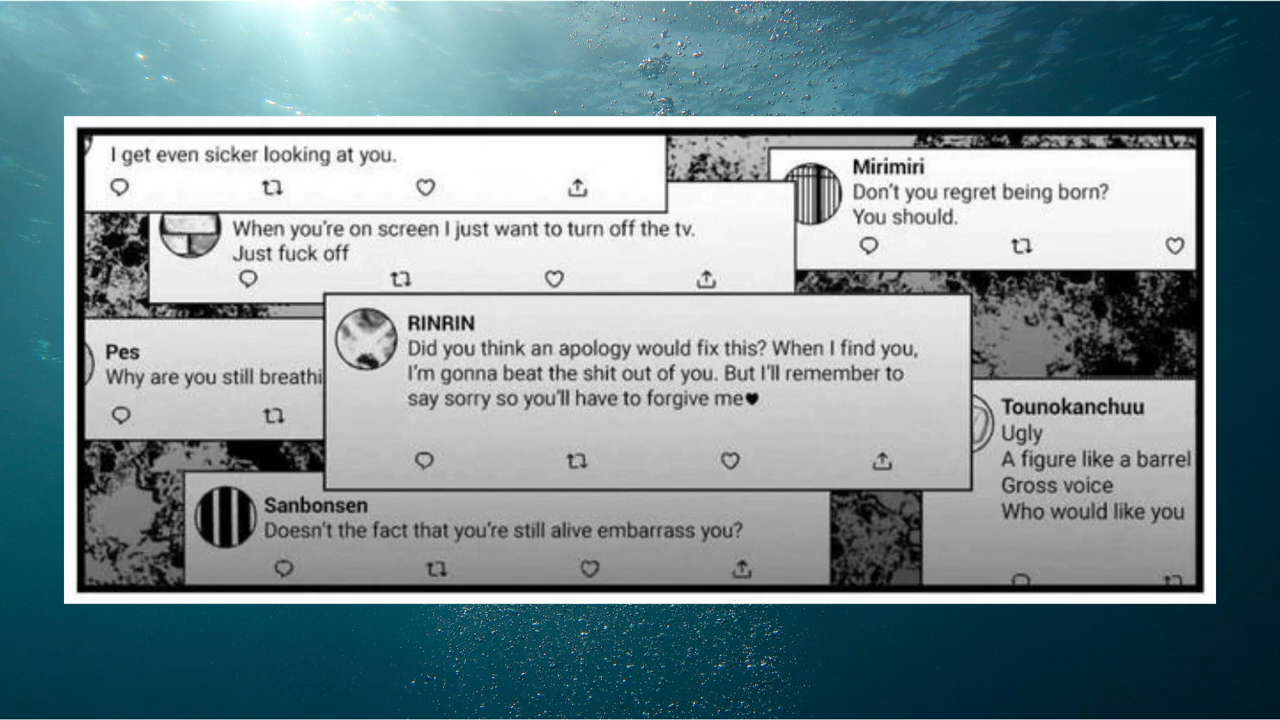 I get even sicker looking at you.
When you're on screen I just want to turn off the tv.
Just fuck off
Mirimiri
Don't you regret being born?
You should.
Pes
Why are you still breathi
RINRIN
Did you think an apology would fix this? When I find you,
I'm gonna beat the shit out of you. But I'll remember to
say sorry so you'll have to forgive me♥
Tounokanchuu
Ugly
A figure like a barrel
Gross voice
Who would like you
Sanbonsen
Doesn't the fact that you're still alive embarrass you?